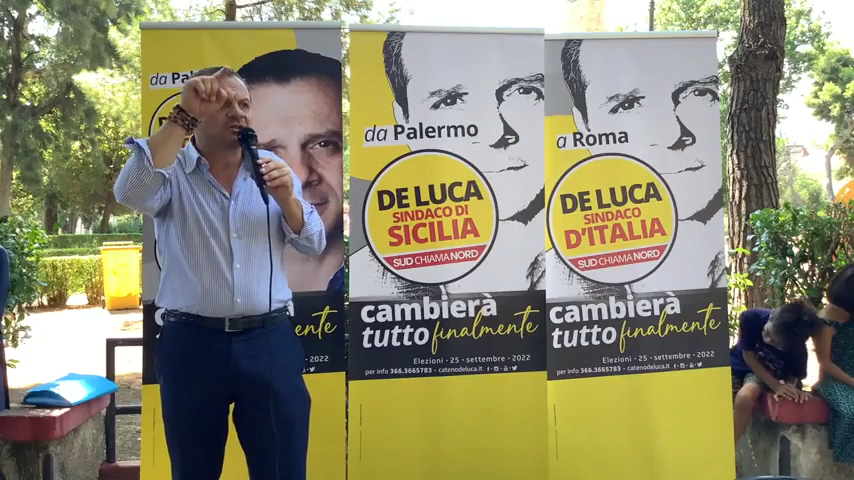 da Pal
da Palermo
DE LUCA
SINDACO DI
SICILIA
SUD CHIAMA NORD
cambierà
tutto finalmente
Elezioni • 25 • settembre • 2022
per info 366.3665783 • catenodeluca.it
a Roma
DE LUCA
SINDACO
D'ITALIA
SUD CHIAMA NORD
cambierà
tutto finalmente
Elezioni • 25 • settembre • 2022
per info 366.3665783 • catenodeluca.it
mente
2022